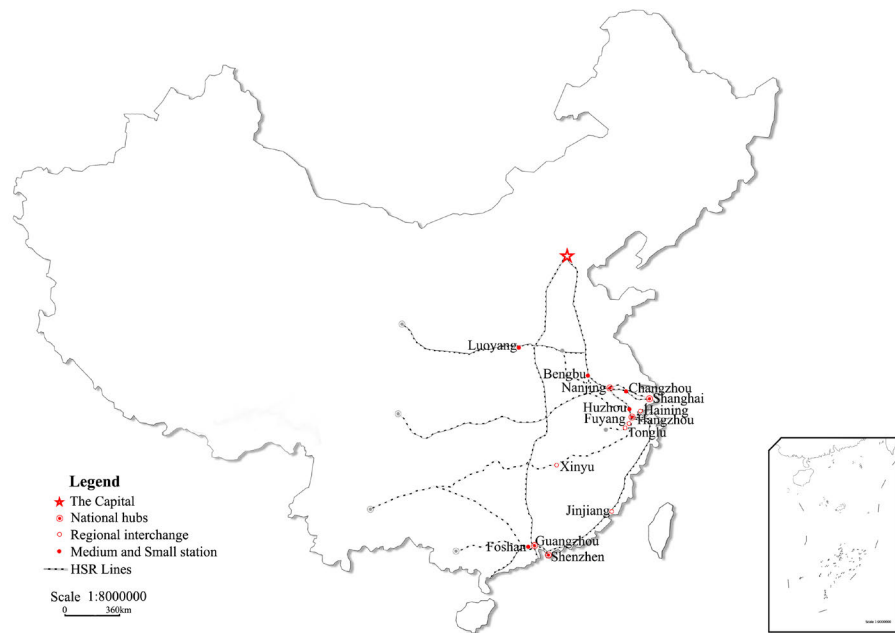 Luoyang
Bengbu
Nanjing
Changzhou
Shanghai
Huzhou
Haining
Fuyang
Hangzhou
Tonglu
Xinyu
Jinjiang
Foshan
Guangzhou
Shenzhen
Legend
The Capital
National hubs
Regional interchange
Medium and Small station
HSR Lines
Scale 1:8000000
0 360km